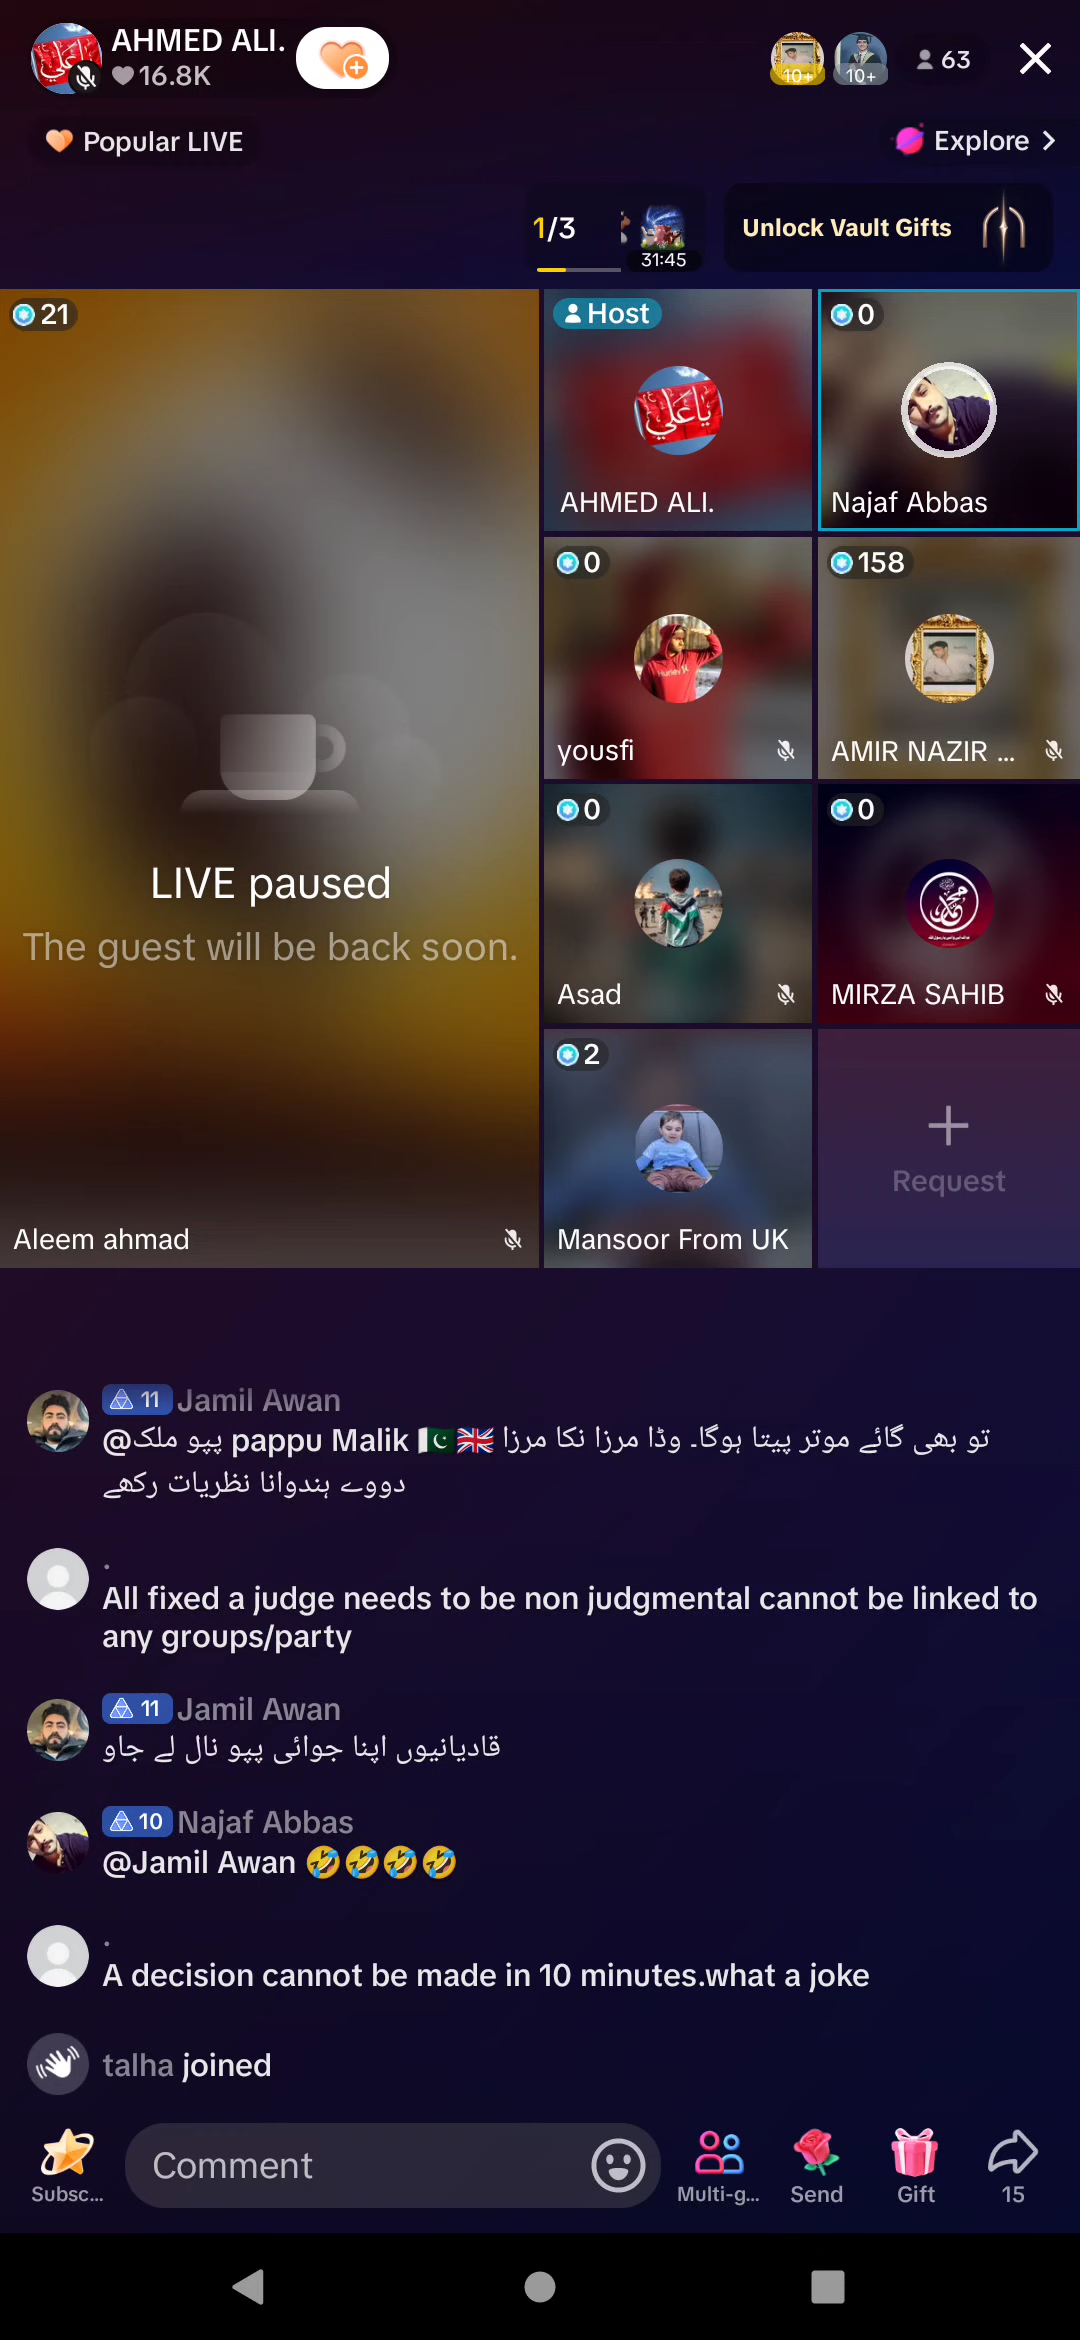 AHMED ALI.
16.8K
10+
10+
63
Popular LIVE
Explore
1/3
31:45
Unlock Vault Gifts
21
LIVE paused
The guest will be back soon.
Aleem ahmad
Host
ياعلي
AHMED ALI.
0
Najaf Abbas
0
yousfi
158
AMIR NAZIR ...
0
Asad
0
محمد
MIRZA SAHIB
2
Mansoor From UK
Request
11 Jamil Awan
@پپو ملک pappu Malik 🇵🇰🇬🇧 تو بھی گائے موتر پیتا ہوگا۔ وڈا مرزا نکا مرزا
دووے ہندوانا نظریات رکھے
.
All fixed a judge needs to be non judgmental cannot be linked to
any groups/party
11 Jamil Awan
قادیانیوں اپنا جوائی پپو نال لے جاو
10 Najaf Abbas
@Jamil Awan 🤣🤣🤣🤣
.
A decision cannot be made in 10 minutes.what a joke
talha joined
Subsc...
Comment
Multi-g...
Send
Gift
15